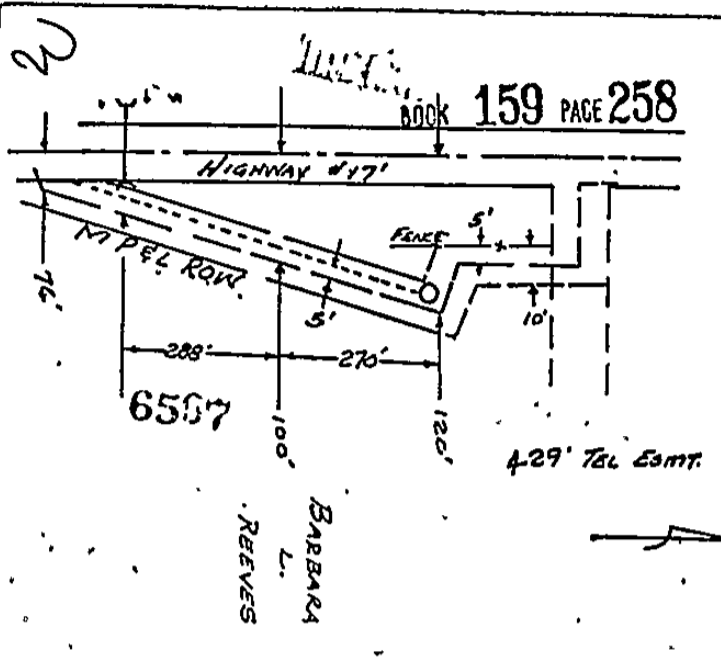 BOOK 159 PAGE 258
HIGHWAY #17'
FENCE
5'
MP&L ROW.
76'
5'
10'
288'
270'
100'
120'
429' TEL ESMT.
BARBARA
L.
REEVES